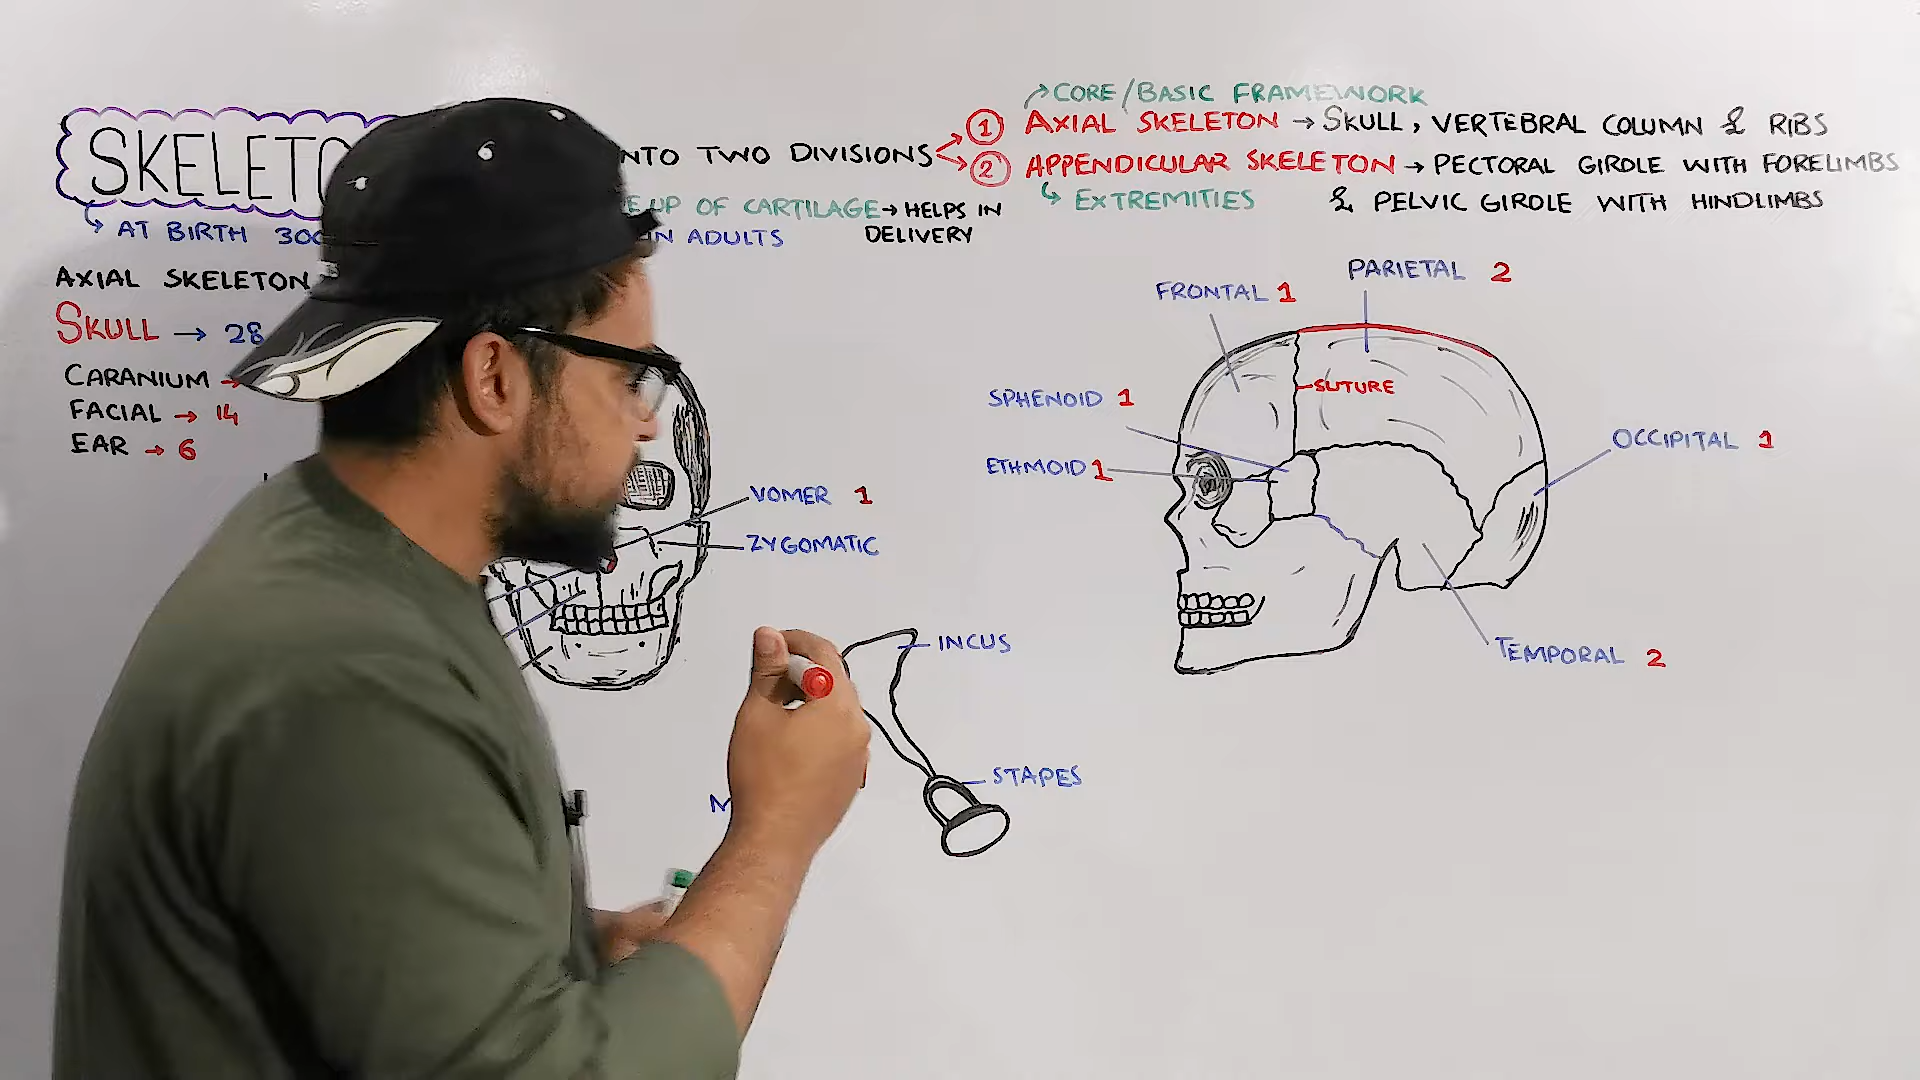 CORE/BASIC FRAMEWORK
① AXIAL SKELETON → SKULL, VERTEBRAL COLUMN & RIBS
NTO TWO DIVISIONS
② APPENDICULAR SKELETON → PECTORAL GIRDLE WITH FORELIMBS
EXTREMITIES & PELVIC GIRDLE WITH HINDLIMBS
SKELETO
UP OF CARTILAGE → HELPS IN
DELIVERY
AT BIRTH 300
IN ADULTS
AXIAL SKELETON
SKULL → 28
CARANIUM →
FACIAL → 14
EAR → 6
VOMER 1
ZYGOMATIC
INCUS
STAPES
M
FRONTAL 1
PARIETAL 2
SUTURE
SPHENOID 1
ETHMOID 1
OCCIPITAL 1
TEMPORAL 2